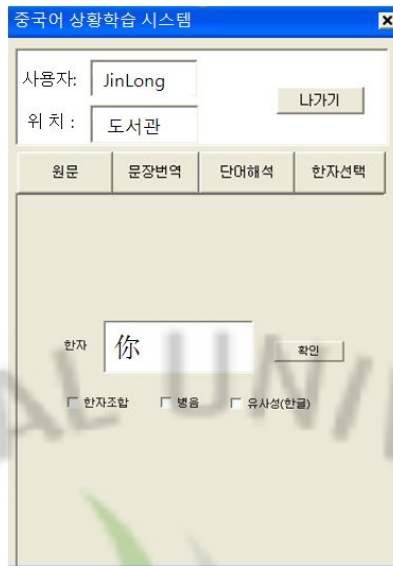 중국어 상황학습 시스템
사용자: JinLong
나가기
위 치 : 도서관
원문 문장번역 단어해석 한자선택
한자 你 확인
한자조합 병음 유사성(한글)